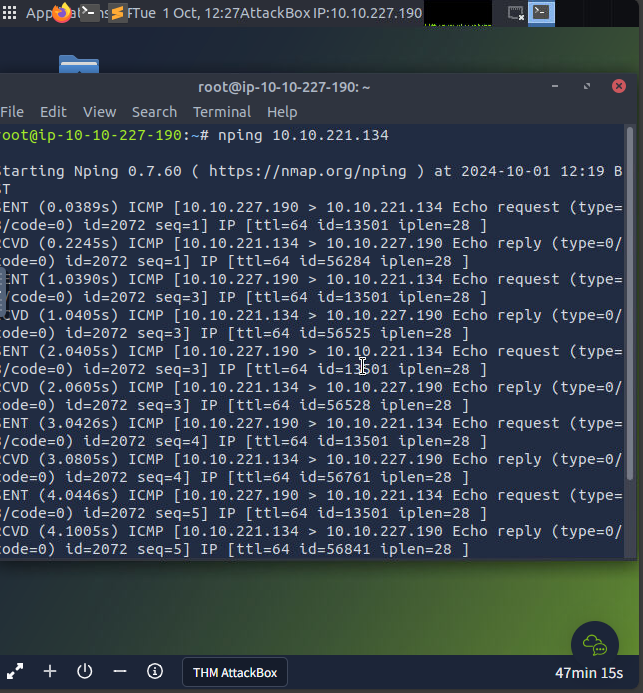 Applications Tue 1 Oct, 12:27 AttackBox IP:10.10.227.190
root@ip-10-10-227-190: ~
File Edit View Search Terminal Help
root@ip-10-10-227-190:~# nping 10.10.221.134
Starting Nping 0.7.60 ( https://nmap.org/nping ) at 2024-10-01 12:19 B
ST
SENT (0.0389s) ICMP [10.10.227.190 > 10.10.221.134 Echo request (type=
8/code=0) id=2072 seq=1] IP [ttl=64 id=13501 iplen=28 ]
RCVD (0.2245s) ICMP [10.10.221.134 > 10.10.227.190 Echo reply (type=0/
code=0) id=2072 seq=1] IP [ttl=64 id=56284 iplen=28 ]
SENT (1.0390s) ICMP [10.10.227.190 > 10.10.221.134 Echo request (type=
/code=0) id=2072 seq=3] IP [ttl=64 id=13501 iplen=28 ]
RCVD (1.0405s) ICMP [10.10.221.134 > 10.10.227.190 Echo reply (type=0/
code=0) id=2072 seq=3] IP [ttl=64 id=56525 iplen=28 ]
SENT (2.0405s) ICMP [10.10.227.190 > 10.10.221.134 Echo request (type=
8/code=0) id=2072 seq=3] IP [ttl=64 id=13501 iplen=28 ]
RCVD (2.0605s) ICMP [10.10.221.134 > 10.10.227.190 Echo reply (type=0/
code=0) id=2072 seq=3] IP [ttl=64 id=56528 iplen=28 ]
SENT (3.0426s) ICMP [10.10.227.190 > 10.10.221.134 Echo request (type=
8/code=0) id=2072 seq=4] IP [ttl=64 id=13501 iplen=28 ]
RCVD (3.0805s) ICMP [10.10.221.134 > 10.10.227.190 Echo reply (type=0/
code=0) id=2072 seq=4] IP [ttl=64 id=56761 iplen=28 ]
SENT (4.0446s) ICMP [10.10.227.190 > 10.10.221.134 Echo request (type=
8/code=0) id=2072 seq=5] IP [ttl=64 id=13501 iplen=28 ]
RCVD (4.1005s) ICMP [10.10.221.134 > 10.10.227.190 Echo reply (type=0/
code=0) id=2072 seq=5] IP [ttl=64 id=56841 iplen=28 ]
THM AttackBox
47min 15s